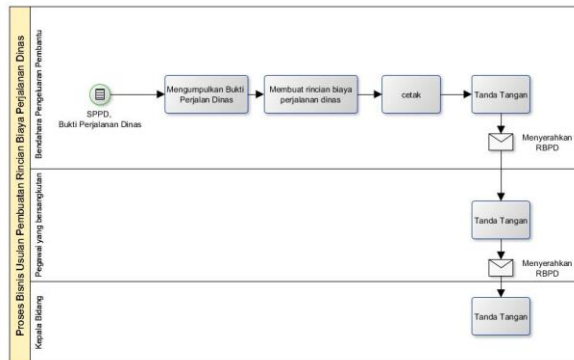 Proses Bisnis Usulan Pembuatan Rincian Biaya Perjalanan Dinas
Bendahara Pengeluaran Pembantu
SPPD,
Bukti Perjalanan Dinas
Mengumpulkan Bukti
Perjalan Dinas
Membuat rincian biaya
perjalanan dinas
cetak
Tanda Tangan
Menyerahkan
RBPD
Pegawai yang bersangkutan
Tanda Tangan
Menyerahkan
RBPD
Kepala Bidang
Tanda Tangan